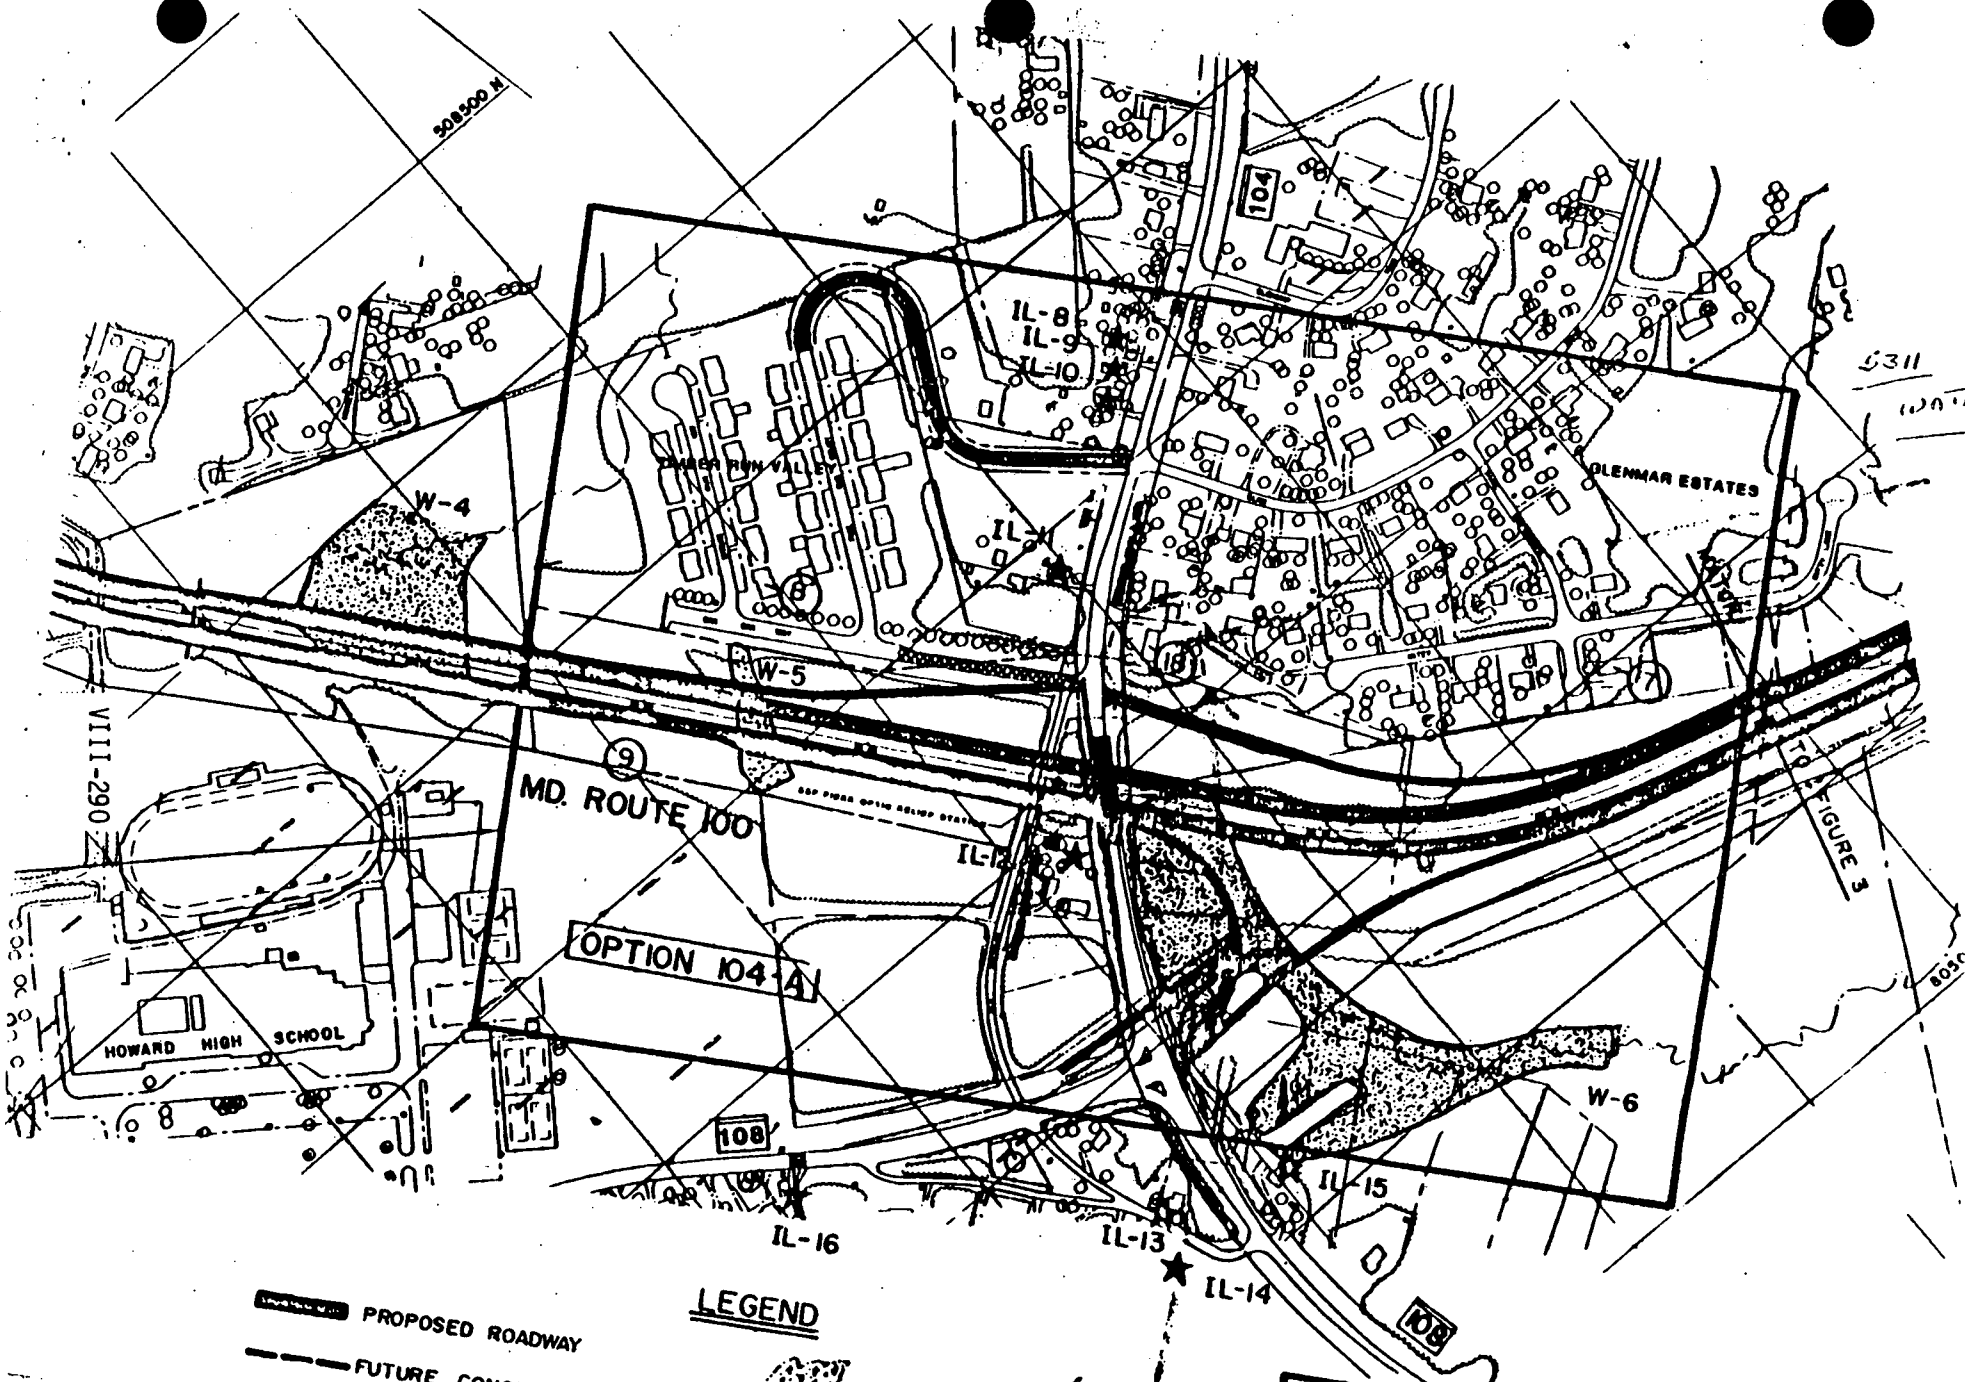 508500 N
104
IL-8
IL-9
IL-10
GLENMAR ESTATES
W-4
8
18
W-5
7
VIII-290
9
MD. ROUTE 100
TO FIGURE 3
IL-12
OPTION 104-A
HOWARD HIGH SCHOOL
W-6
108
IL-15
IL-16
IL-13
IL-14
108
LEGEND
PROPOSED ROADWAY
FUTURE